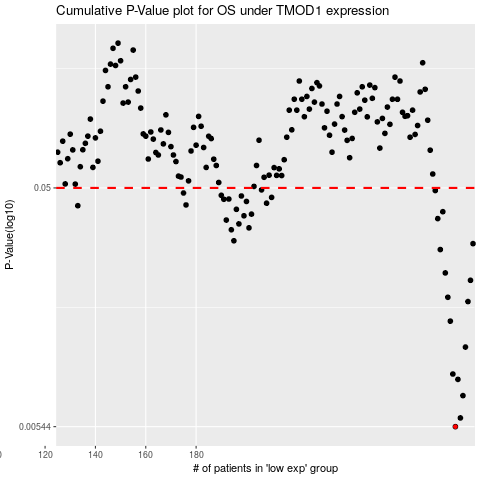 Cumulative P-Value plot for OS under TMOD1 expression
P-Value(log10)
0.05
0.00544
0
120
140
160
180
# of patients in 'low exp' group